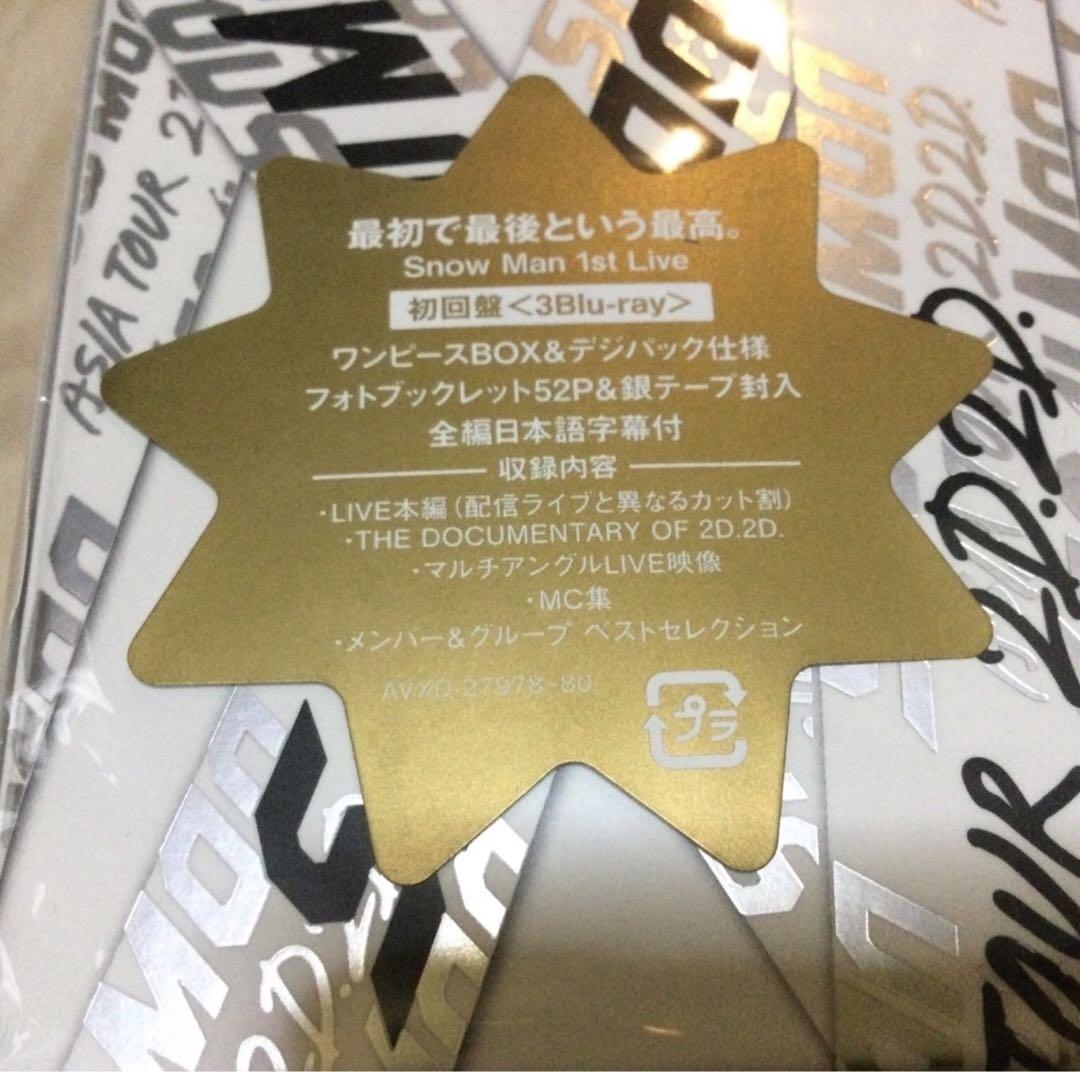 最初で最後という最高。
Snow Man 1st Live
初回盤＜3Blu-ray＞
ワンピースBOX&デジパック仕様
フォトブックレット52P&銀テープ封入
全編日本語字幕付
収録内容
・LIVE本編（配信ライブと異なるカット割）
・THE DOCUMENTARY OF 2D.2D.
・マルチアングルLIVE映像
・MC集
・メンバー&グループ ベストセレクション
AVXD-27978~80
プラ
ASIA TOUR 2
2D.2D.
2D.2D.
TOUR